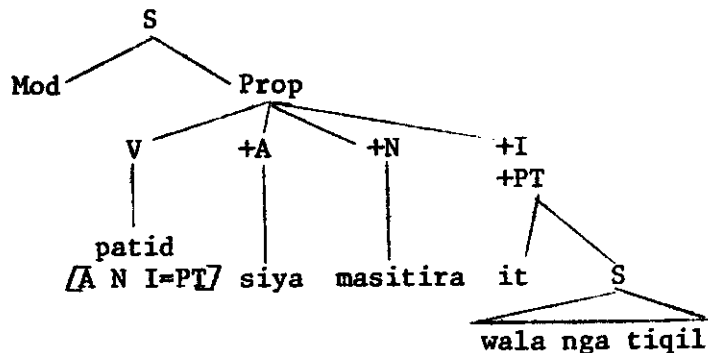 S
Mod Prop
V +A +N +I
+PT
patid
[A N I=PT] siya masitira it S
wala nga tiqil